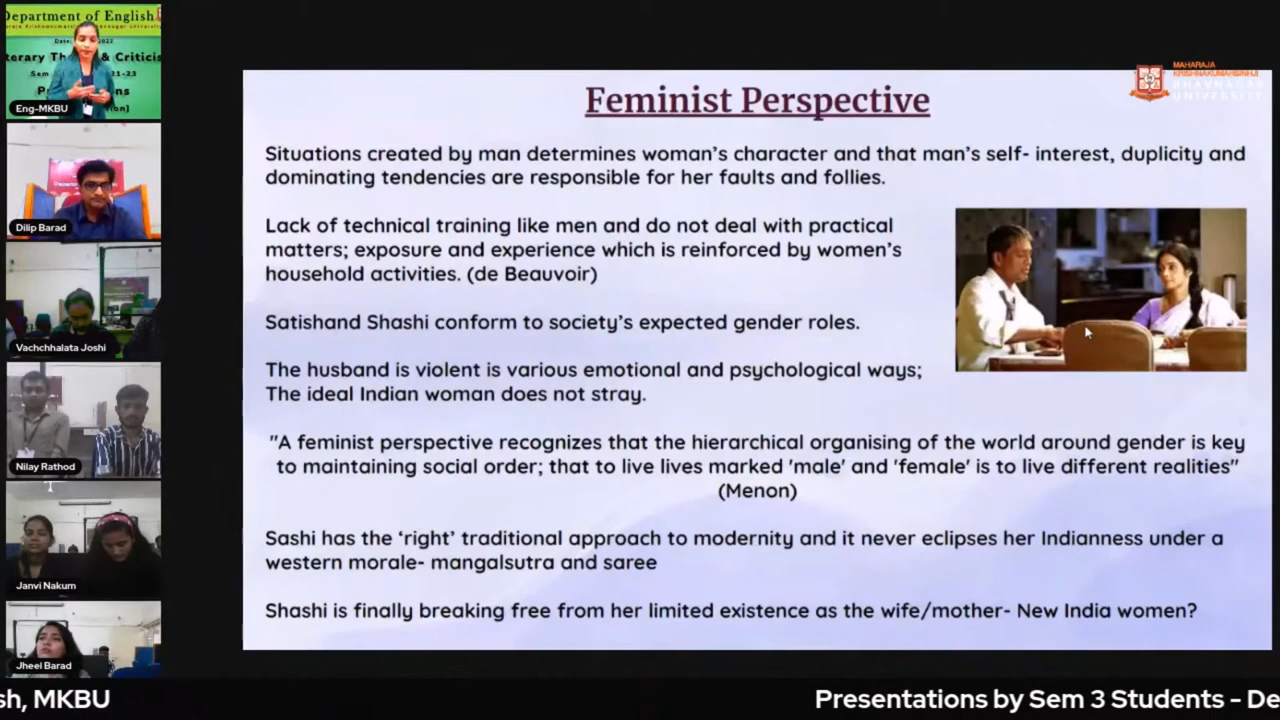 Department of English
Date: 2022
Sem
Eng-MKBU
Dilip Barad
Vachchhalata Joshi
Nilay Rathod
Janvi Nakum
Jheel Barad
MAHARAJA
KRISHNAKUMARSINHJI
BHAVNAGAR
UNIVERSITY
Feminist Perspective
Situations created by man determines woman's character and that man's self- interest, duplicity and
dominating tendencies are responsible for her faults and follies.
Lack of technical training like men and do not deal with practical
matters; exposure and experience which is reinforced by women's
household activities. (de Beauvoir)
Satishand Shashi conform to society's expected gender roles.
The husband is violent is various emotional and psychological ways;
The ideal Indian woman does not stray.
"A feminist perspective recognizes that the hierarchical organising of the world around gender is key
to maintaining social order; that to live lives marked 'male' and 'female' is to live different realities"
(Menon)
Sashi has the 'right' traditional approach to modernity and it never eclipses her Indianness under a
western morale- mangalsutra and saree
Shashi is finally breaking free from her limited existence as the wife/mother- New India women?
sh, MKBU
Presentations by Sem 3 Students - De